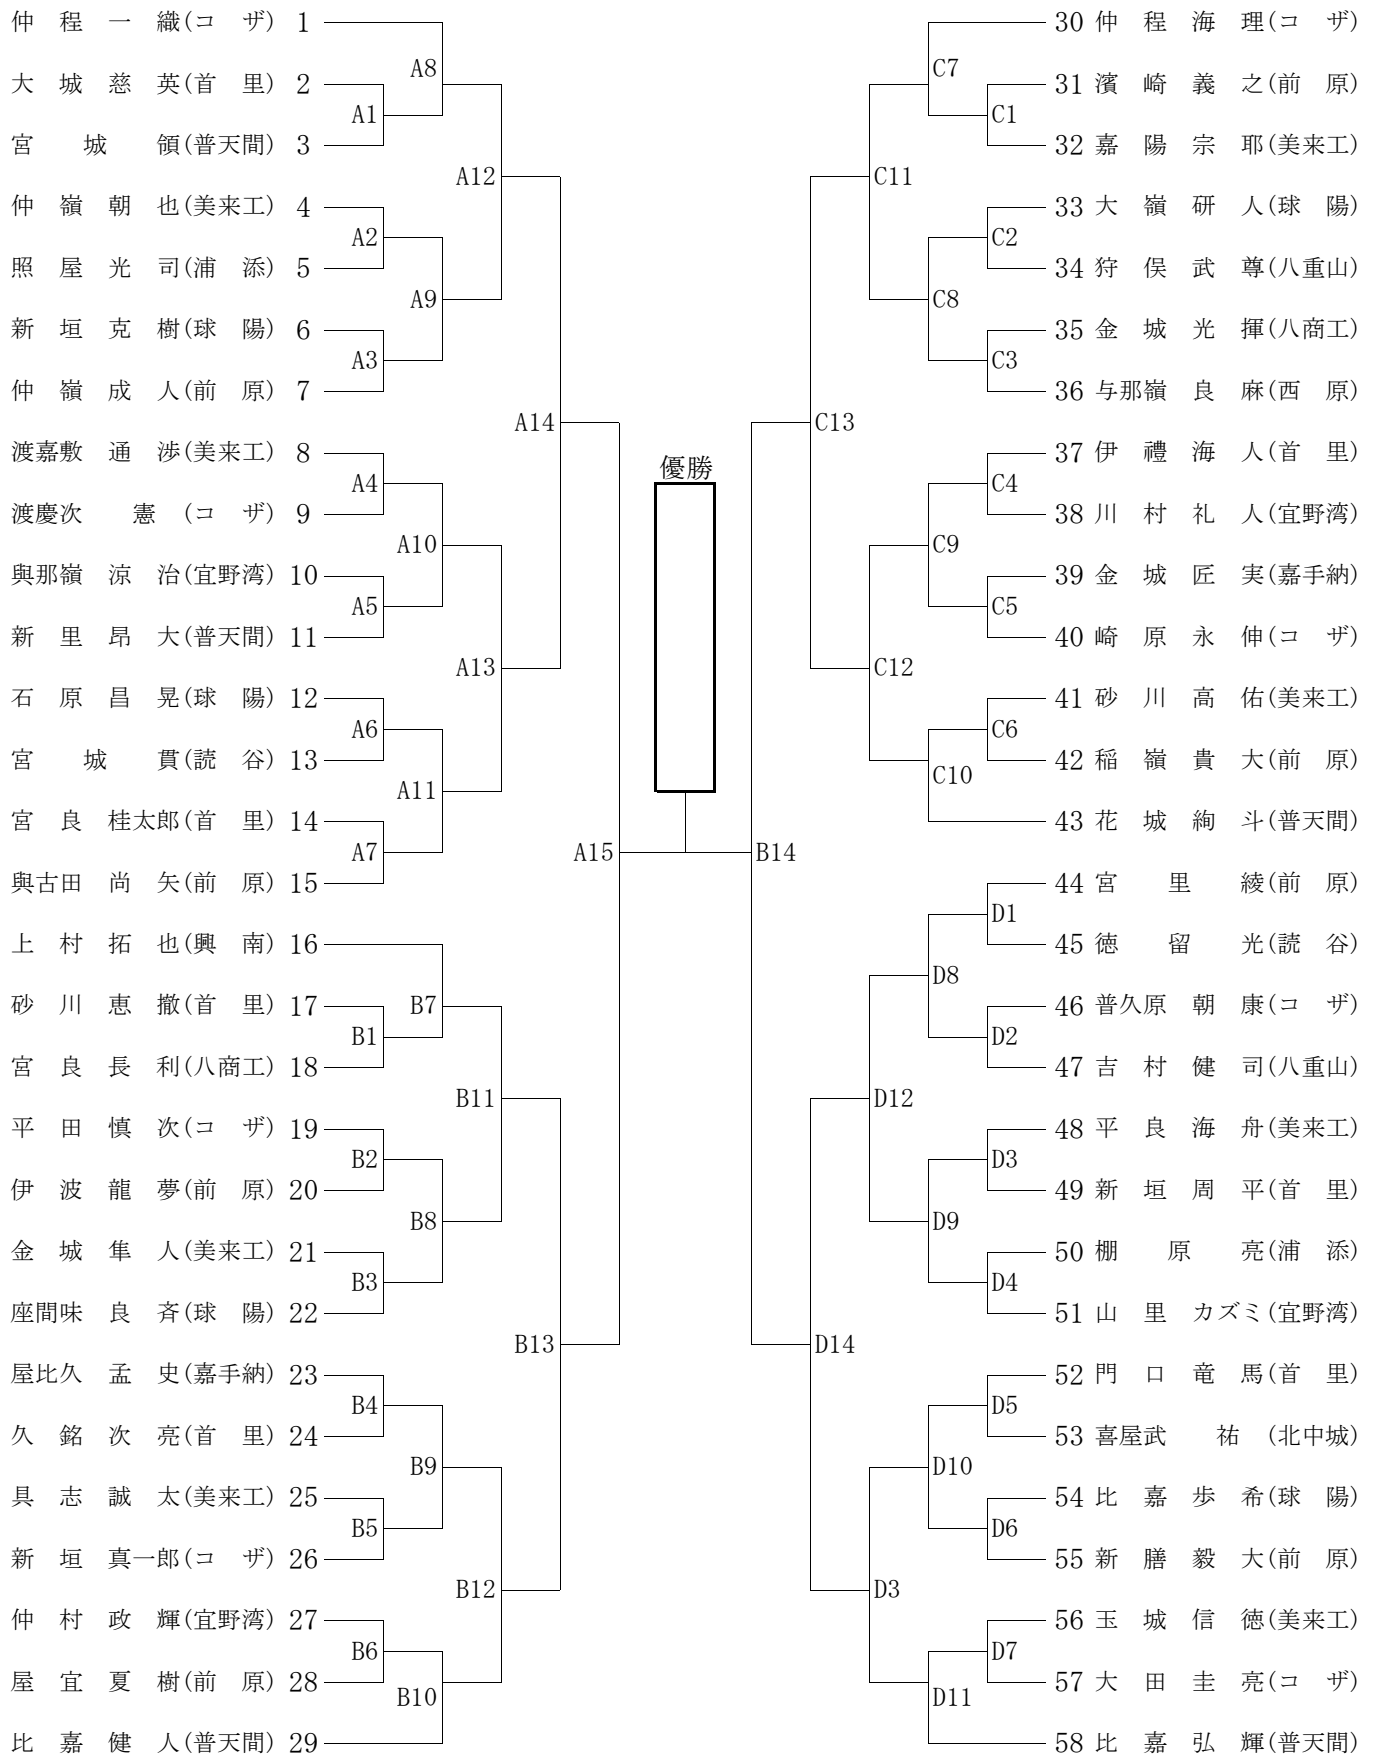 仲程一織(コザ) 1
大城慈英(首里) 2
宮城領(普天間) 3
仲嶺朝也(美来工) 4
照屋光司(浦添) 5
新垣克樹(球陽) 6
仲嶺成人(前原) 7
渡嘉敷通渉(美来工) 8
渡慶次憲(コザ) 9
與那嶺涼治(宜野湾) 10
新里昂大(普天間) 11
石原昌晃(球陽) 12
宮城貫(読谷) 13
宮良桂太郎(首里) 14
與古田尚矢(前原) 15
上村拓也(興南) 16
砂川恵撤(首里) 17
宮良長利(八商工) 18
平田慎次(コザ) 19
伊波龍夢(前原) 20
金城隼人(美来工) 21
座間味良斉(球陽) 22
屋比久孟史(嘉手納) 23
久銘次亮(首里) 24
具志誠太(美来工) 25
新垣真一郎(コザ) 26
仲村政輝(宜野湾) 27
屋宜夏樹(前原) 28
比嘉健人(普天間) 29
A8
A1
A12
A2
A9
A3
A14
A4
A10
A5
A13
A6
A11
A7
A15
B7
B1
B11
B2
B8
B3
B13
B4
B9
B5
B12
B6
B10
優勝
C7
C1
C11
C2
C8
C3
C13
C4
C9
C5
C12
C6
C10
B14
D1
D8
D2
D12
D3
D9
D4
D14
D5
D10
D6
D3
D7
D11
30 仲程海理(コザ)
31 濱崎義之(前原)
32 嘉陽宗耶(美来工)
33 大嶺研人(球陽)
34 狩俣武尊(八重山)
35 金城光揮(八商工)
36 与那嶺良麻(西原)
37 伊禮海人(首里)
38 川村礼人(宜野湾)
39 金城匠実(嘉手納)
40 崎原永伸(コザ)
41 砂川高佑(美来工)
42 稲嶺貴大(前原)
43 花城絢斗(普天間)
44 宮里綾(前原)
45 徳留光(読谷)
46 普久原朝康(コザ)
47 吉村健司(八重山)
48 平良海舟(美来工)
49 新垣周平(首里)
50 棚原亮(浦添)
51 山里カズミ(宜野湾)
52 門口竜馬(首里)
53 喜屋武祐(北中城)
54 比嘉歩希(球陽)
55 新膳毅大(前原)
56 玉城信徳(美来工)
57 大田圭亮(コザ)
58 比嘉弘輝(普天間)